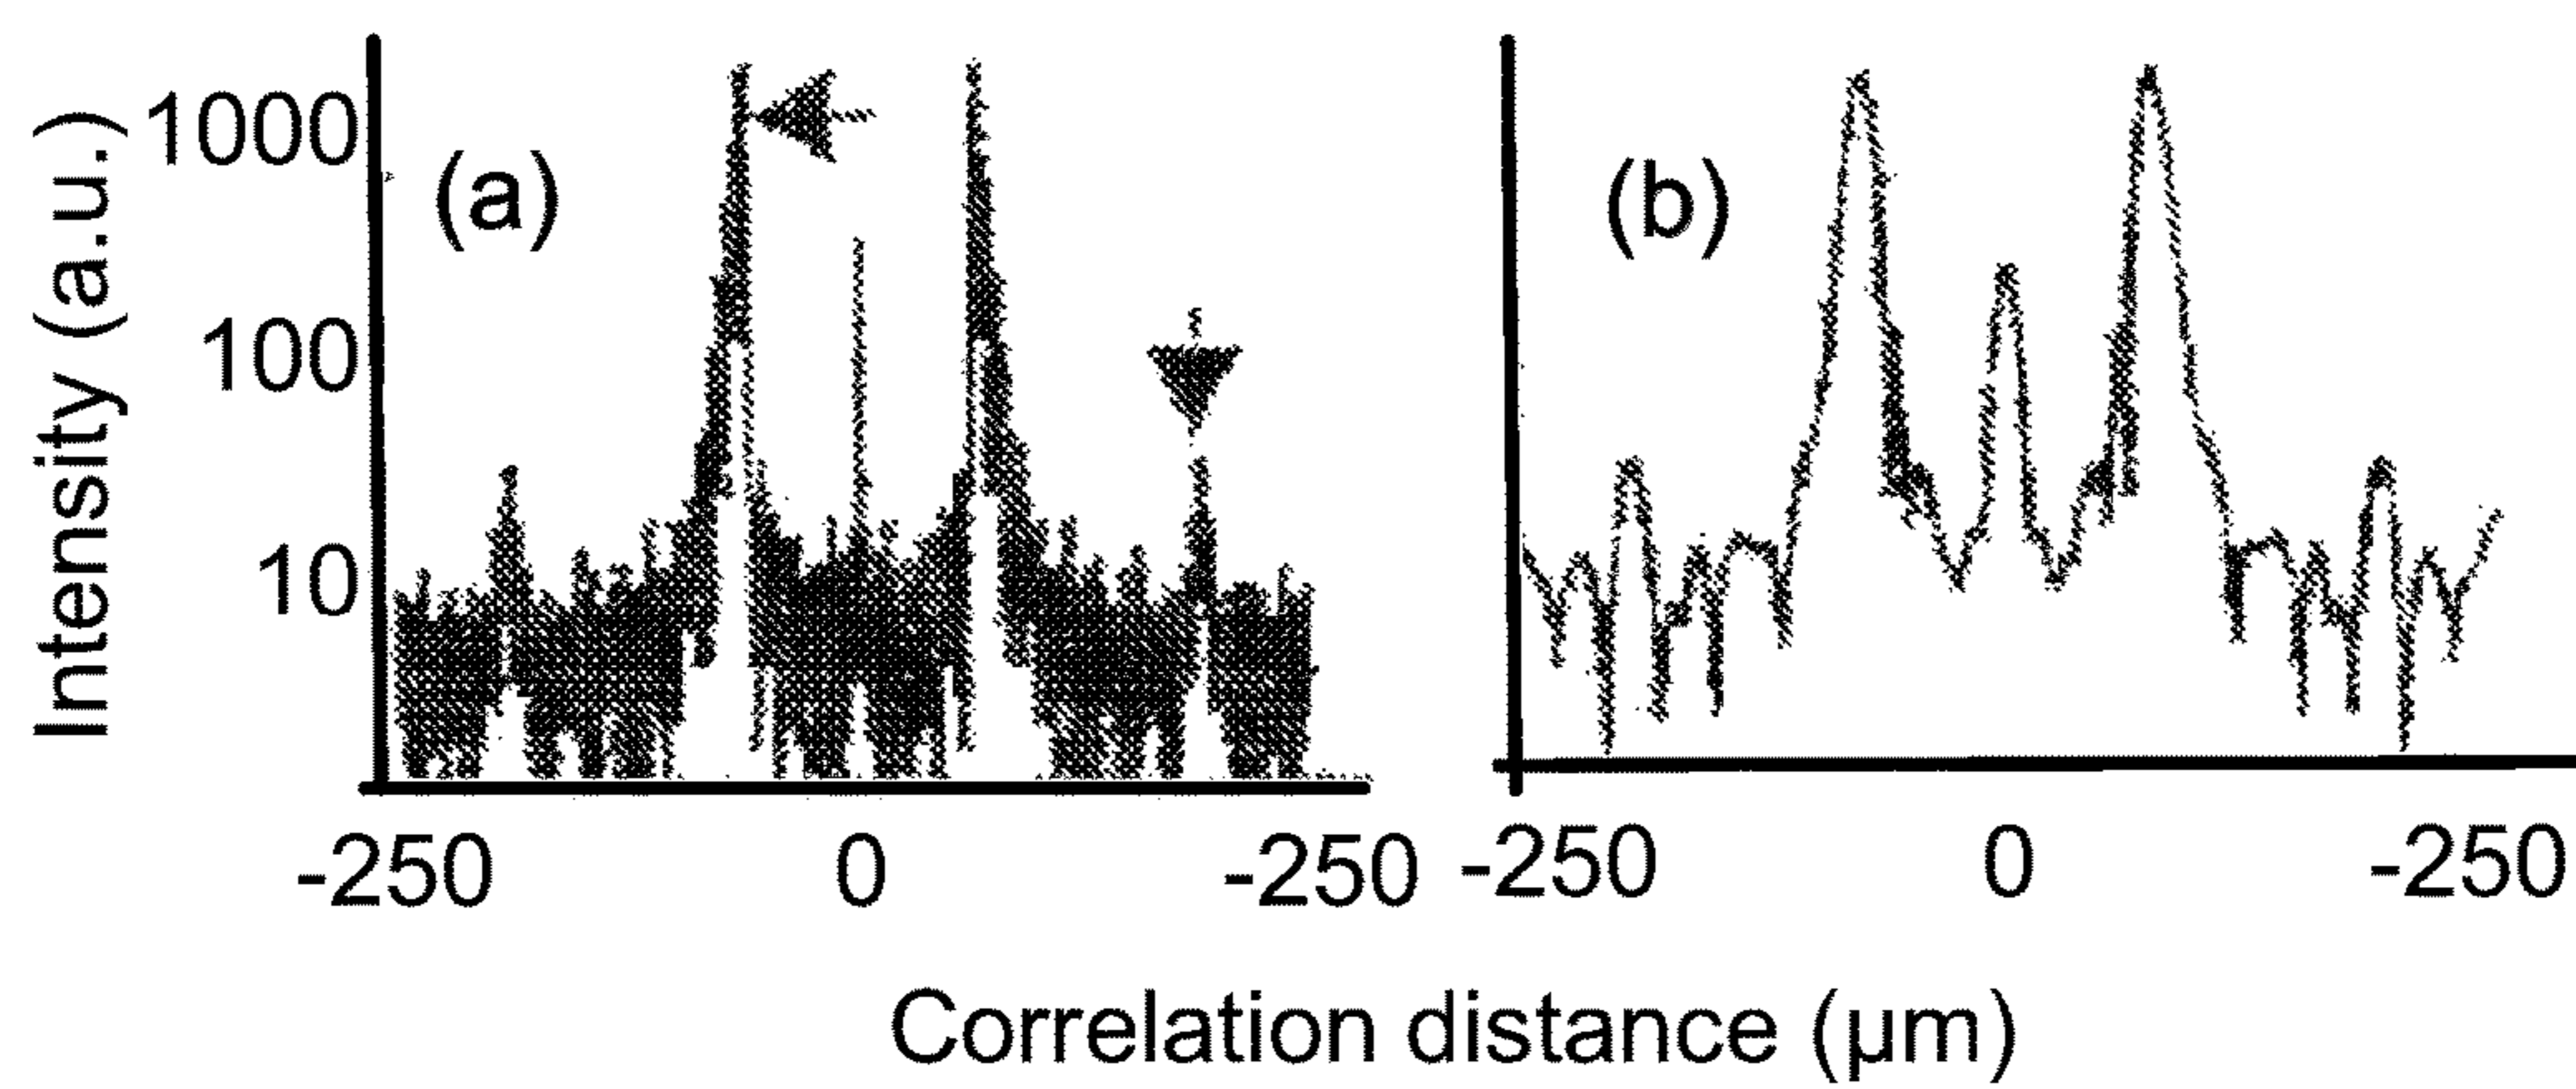 Intensity (a.u.)
1000
100
10
(a)
(b)
-250 0 -250
-250 0 -250
Correlation distance (µm)